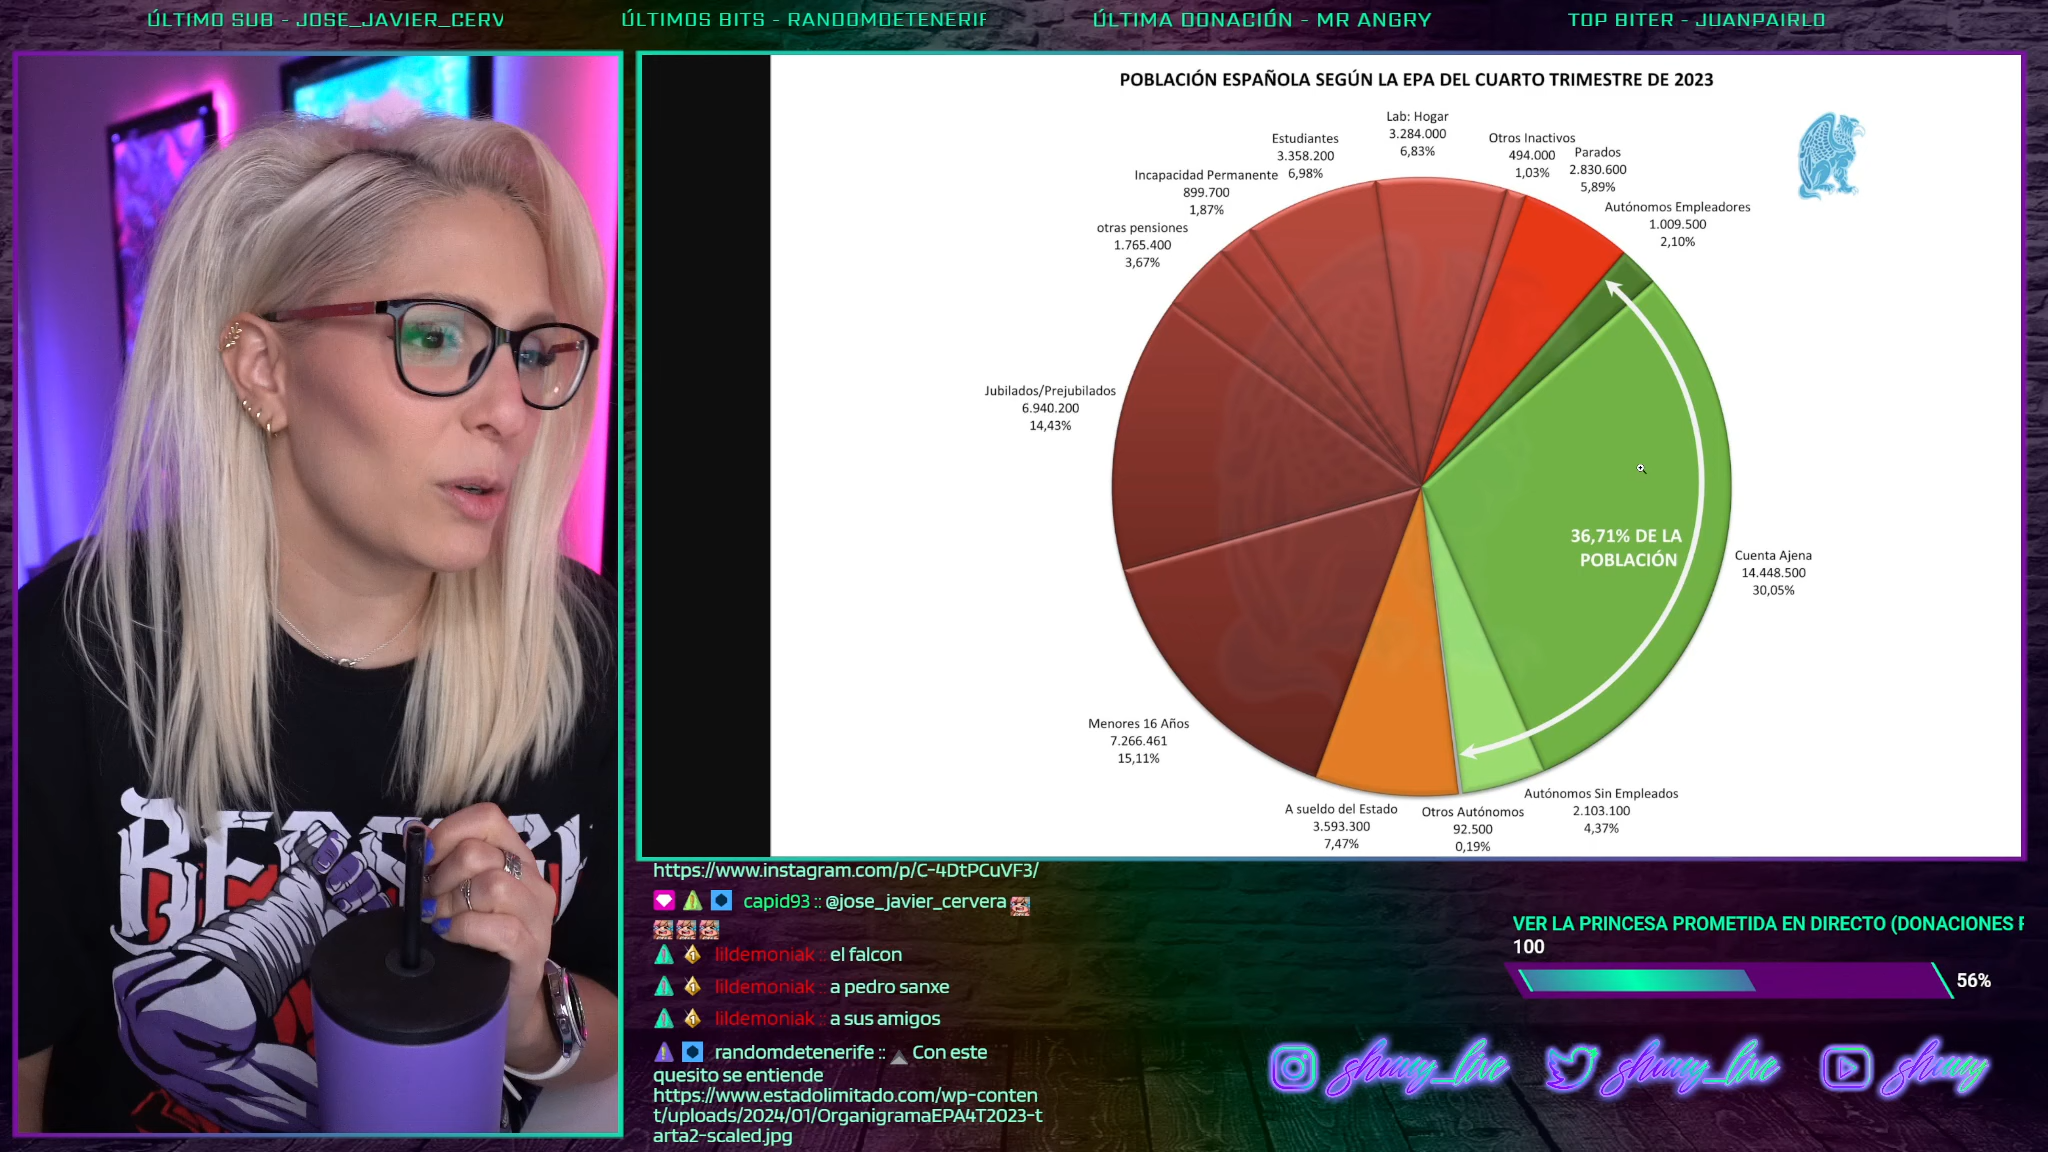 ÚLTIMO SUB - JOSE_JAVIER_CERV
ÚLTIMOS BITS - RANDOMDETENERIF
ÚLTIMA DONACIÓN - MR ANGRY
TOP BITER - JUANPAIRLO
POBLACIÓN ESPAÑOLA SEGÚN LA EPA DEL CUARTO TRIMESTRE DE 2023
Lab: Hogar
3.284.000
6,83%
Estudiantes
3.358.200
6,98%
Otros Inactivos
494.000
1,03%
Parados
2.830.600
5,89%
Incapacidad Permanente
899.700
1,87%
Autónomos Empleadores
1.009.500
2,10%
otras pensiones
1.765.400
3,67%
Jubilados/Prejubilados
6.940.200
14,43%
36,71% DE LA
POBLACIÓN
Cuenta Ajena
14.448.500
30,05%
Menores 16 Años
7.266.461
15,11%
A sueldo del Estado
3.593.300
7,47%
Otros Autónomos
92.500
0,19%
Autónomos Sin Empleados
2.103.100
4,37%
https://www.instagram.com/p/C-4DtPCuVF3/
capid93 :: @jose_javier_cervera
lildemoniak :: el falcon
lildemoniak :: a pedro sanxe
lildemoniak :: a sus amigos
randomdetenerife :: Con este
quesito se entiende
https://www.estadolimitado.com/wp-conten
t/uploads/2024/01/OrganigramaEPA4T2023-t
arta2-scaled.jpg
VER LA PRINCESA PROMETIDA EN DIRECTO (DONACIONES P
100
56%